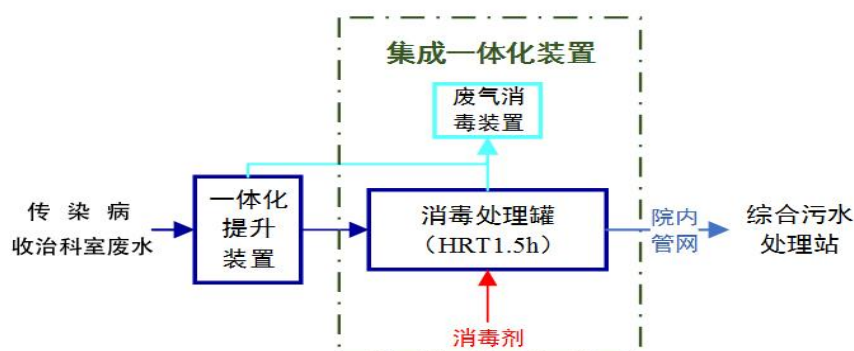 集成一体化装置
废气消
毒装置
传 染 病
收治科室废水
一体化
提升
装置
消毒处理罐
（HRT1.5h）
院内
管网
综合污水
处理站
消毒剂